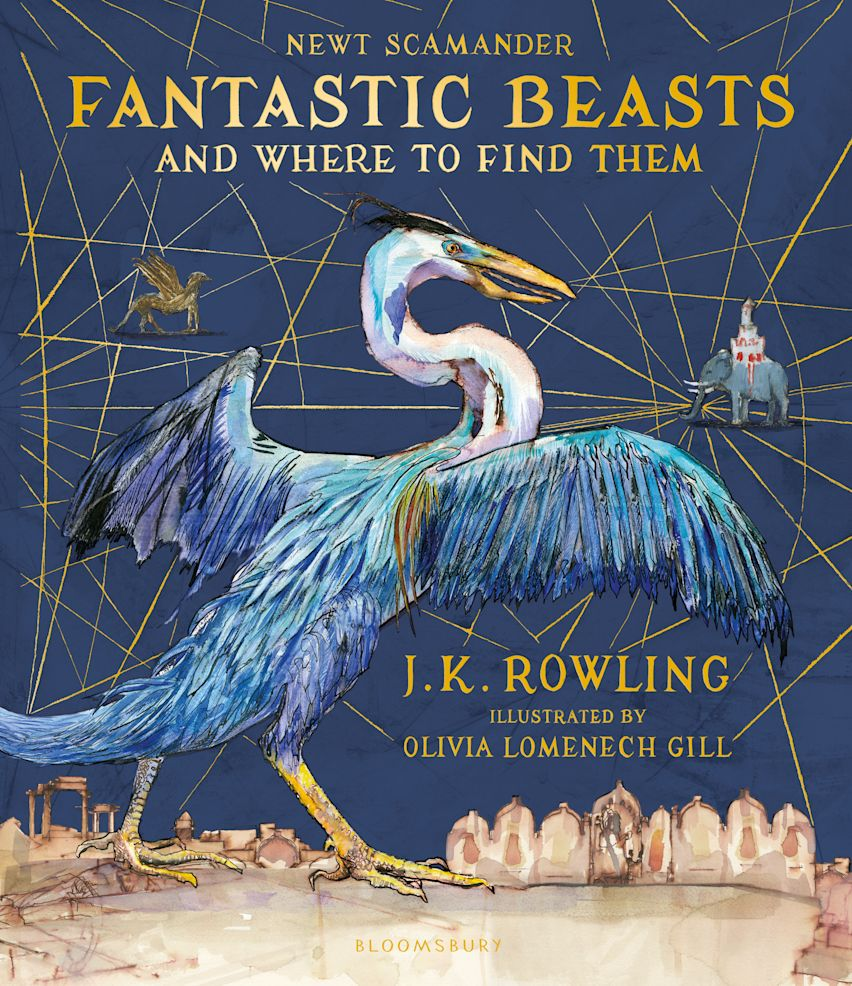 NEWT SCAMANDER
FANTASTIC BEASTS
AND WHERE TO FIND THEM
J.K. ROWLING
ILLUSTRATED BY
OLIVIA LOMENECH GILL
BLOOMSBURY